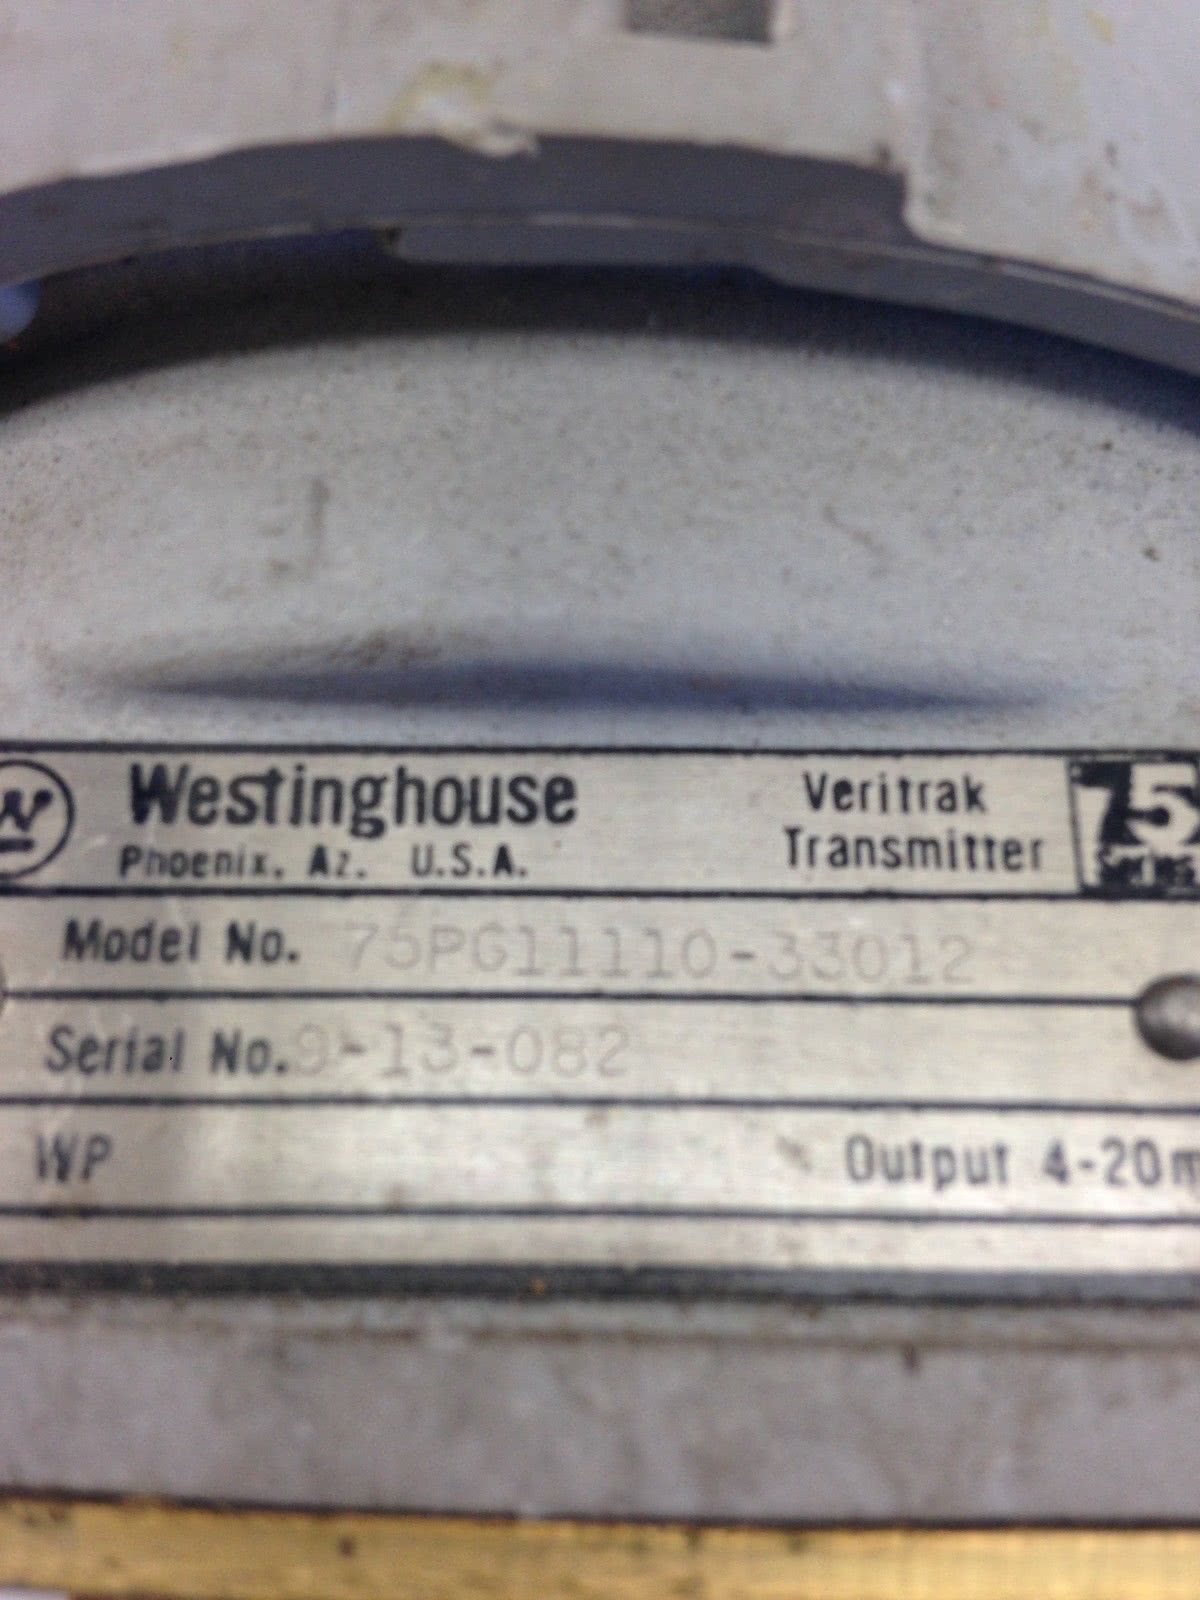 W Westinghouse Veritrak 75
Phoenix, Az. U.S.A. Transmitter Series
Model No. 75PG11110-33012
Serial No. 9-13-082
WP Output 4-20m